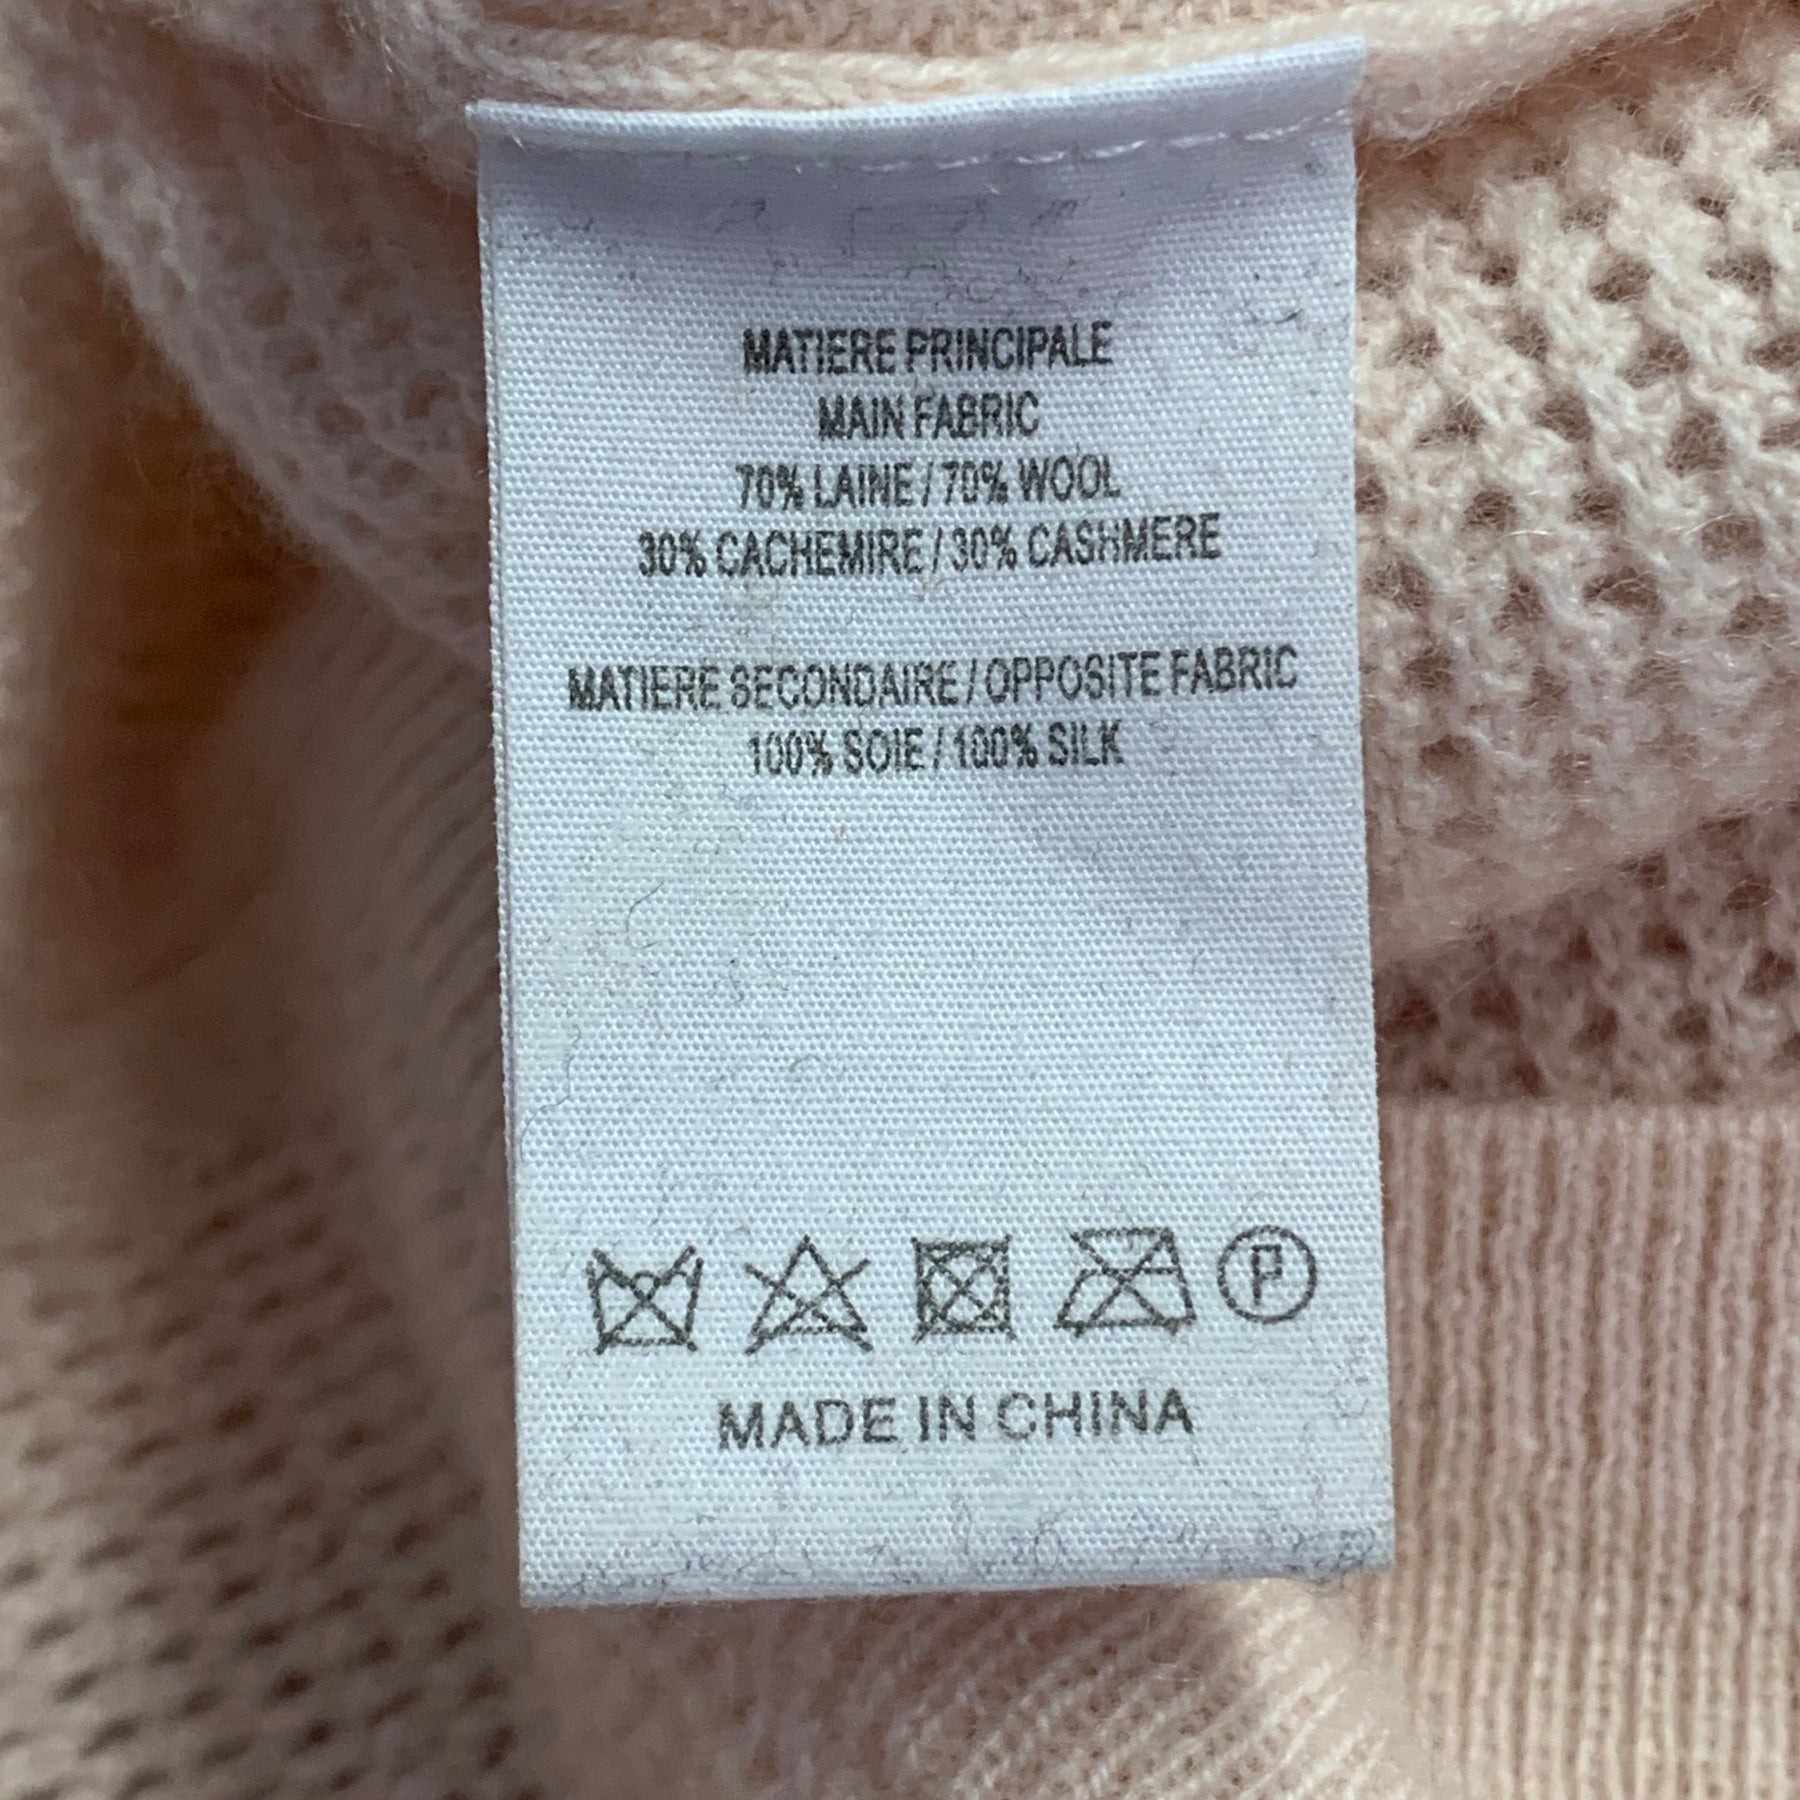 MATIERE PRINCIPALE
MAIN FABRIC
70% LAINE / 70% WOOL
30% CACHEMIRE / 30% CASHMERE
MATIERE SECONDAIRE / OPPOSITE FABRIC
100% SOIE / 100% SILK
P
MADE IN CHINA